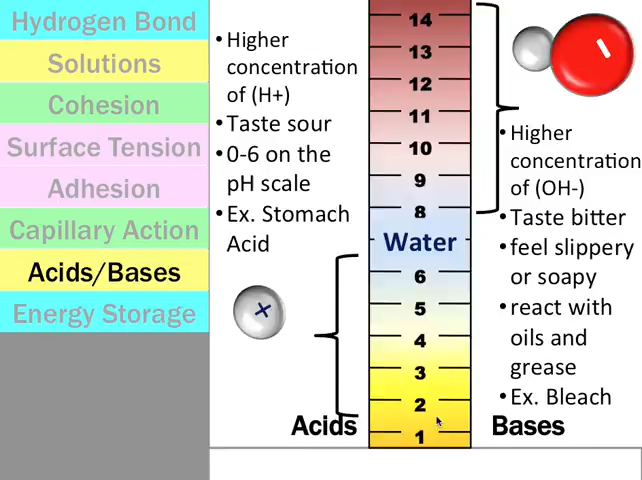 Hydrogen Bond
Solutions
Cohesion
Surface Tension
Adhesion
Capillary Action
Acids/Bases
Energy Storage
• Higher
concentration
of (H+)
• Taste sour
• 0-6 on the
pH scale
• Ex. Stomach
Acid
+
Acids
14
13
12
11
10
9
8
Water
6
5
4
3
2
1
-
• Higher
concentration
of (OH-)
• Taste bitter
• feel slippery
or soapy
• react with
oils and
grease
• Ex. Bleach
Bases